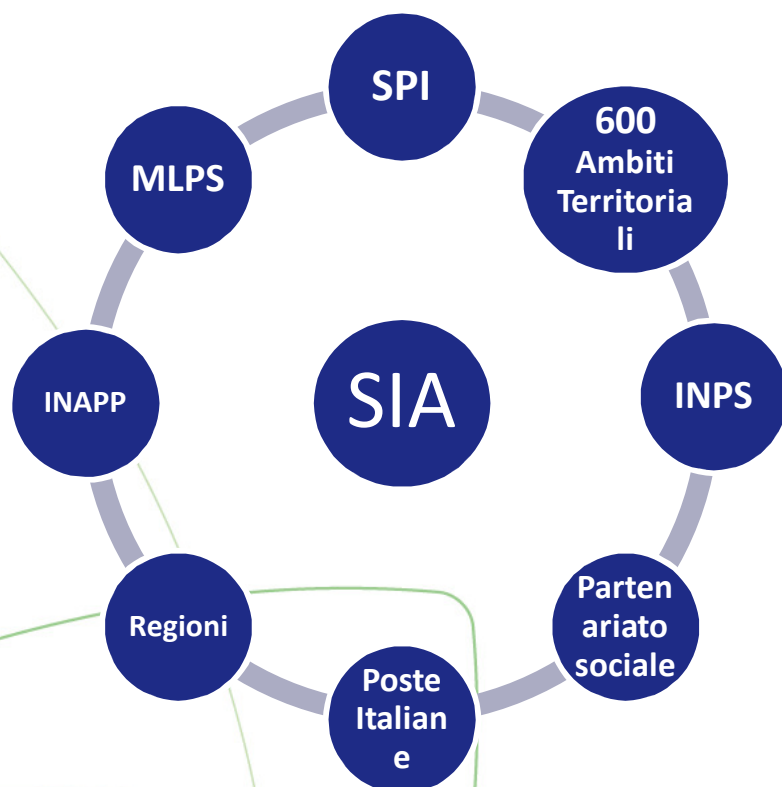 SPI
600
Ambiti
Territoria
li
MLPS
INPS
INAPP
SIA
Parten
ariato
sociale
Regioni
Poste
Italian
e